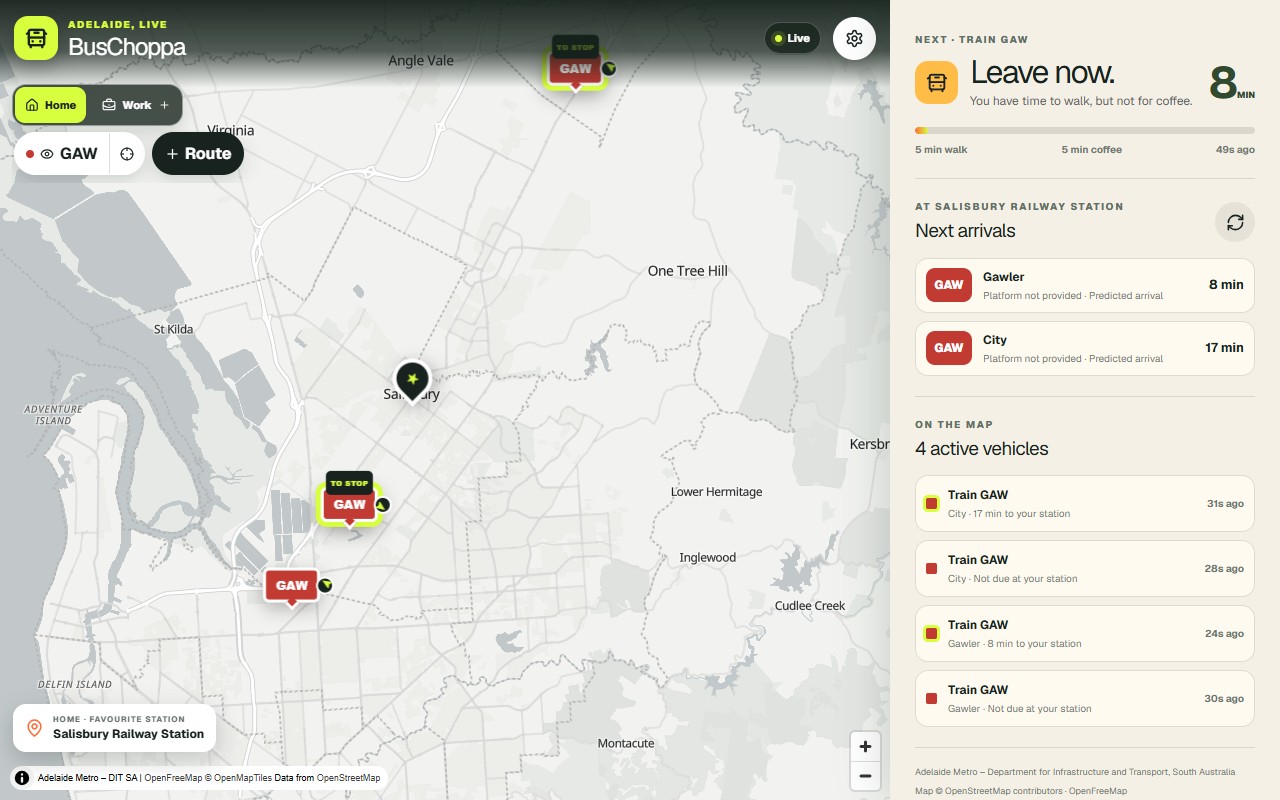 ADELAIDE, LIVE
BusChoppa
Live
Home
Work
GAW
Route
Angle Vale
Virginia
TO STOP
GAW
One Tree Hill
St Kilda
Salisbury
ADVENTURE
ISLAND
Kersbr
TO STOP
GAW
Lower Hermitage
Inglewood
GAW
Cudlee Creek
DELFIN ISLAND
Montacute
HOME · FAVOURITE STATION
Salisbury Railway Station
Adelaide Metro – DIT SA | OpenFreeMap © OpenMapTiles Data from OpenStreetMap
NEXT · TRAIN GAW
Leave now.
You have time to walk, but not for coffee.
8 MIN
5 min walk
5 min coffee
49s ago
AT SALISBURY RAILWAY STATION
Next arrivals
GAW
Gawler
Platform not provided · Predicted arrival
8 min
GAW
City
Platform not provided · Predicted arrival
17 min
ON THE MAP
4 active vehicles
Train GAW
City · 17 min to your station
31s ago
Train GAW
City · Not due at your station
28s ago
Train GAW
Gawler · 8 min to your station
24s ago
Train GAW
Gawler · Not due at your station
30s ago
Adelaide Metro – Department for Infrastructure and Transport, South Australia
Map © OpenStreetMap contributors · OpenFreeMap